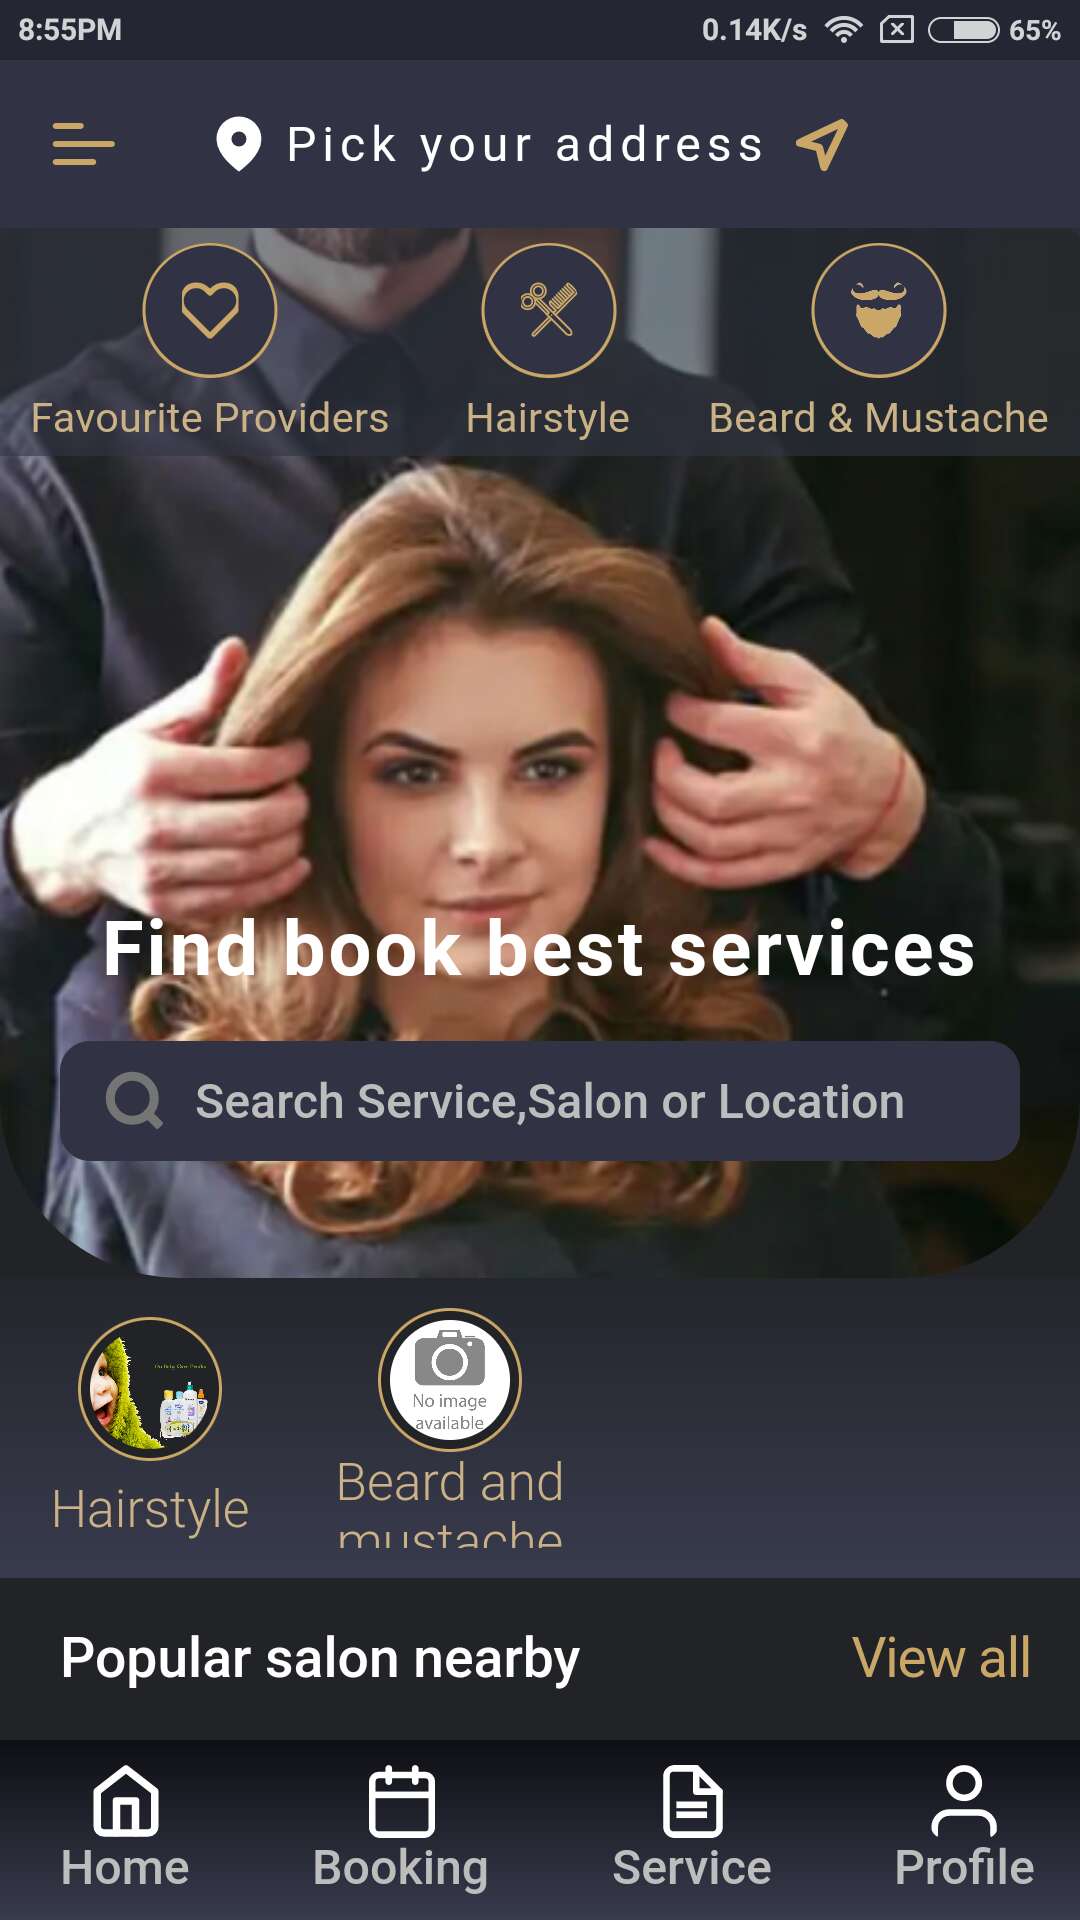 8:55PM 0.14K/s 65%
Pick your address
Favourite Providers Hairstyle Beard & Mustache
Find book best services
Search Service,Salon or Location
No image
available
Hairstyle
Beard and
mustache
Popular salon nearby View all
Home Booking Service Profile